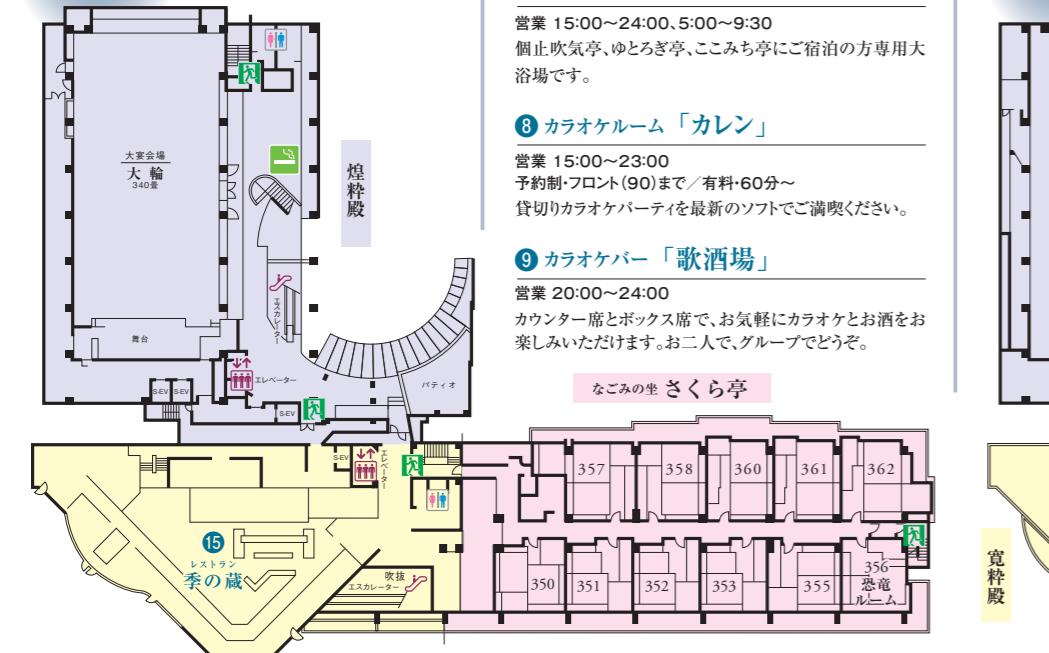 営業 15:00〜24:00、5:00〜9:30
個止吹気亭、ゆとろぎ亭、ここみち亭にご宿泊の方専用大
浴場です。
8 カラオケルーム 「カレン」
営業 15:00〜23:00
予約制・フロント(90)まで／有料・60分〜
貸切りカラオケパーティを最新のソフトでご満喫ください。
9 カラオケバー 「歌酒場」
営業 20:00〜24:00
カウンター席とボックス席で、お気軽にカラオケとお酒をお
楽しみいただけます。お二人で、グループでどうぞ。
大宴会場
大輪
340畳
煌粋殿
エスカレーター
舞台
エレベーター
パティオ
S-EV
S-EV
S-EV
なごみの坐 さくら亭
S-EV
エレベーター
357
358
360
361
362
15
レストラン
季の蔵
吹抜
エスカレーター
350
351
352
353
355
356
恐竜
ルーム
寛粋殿